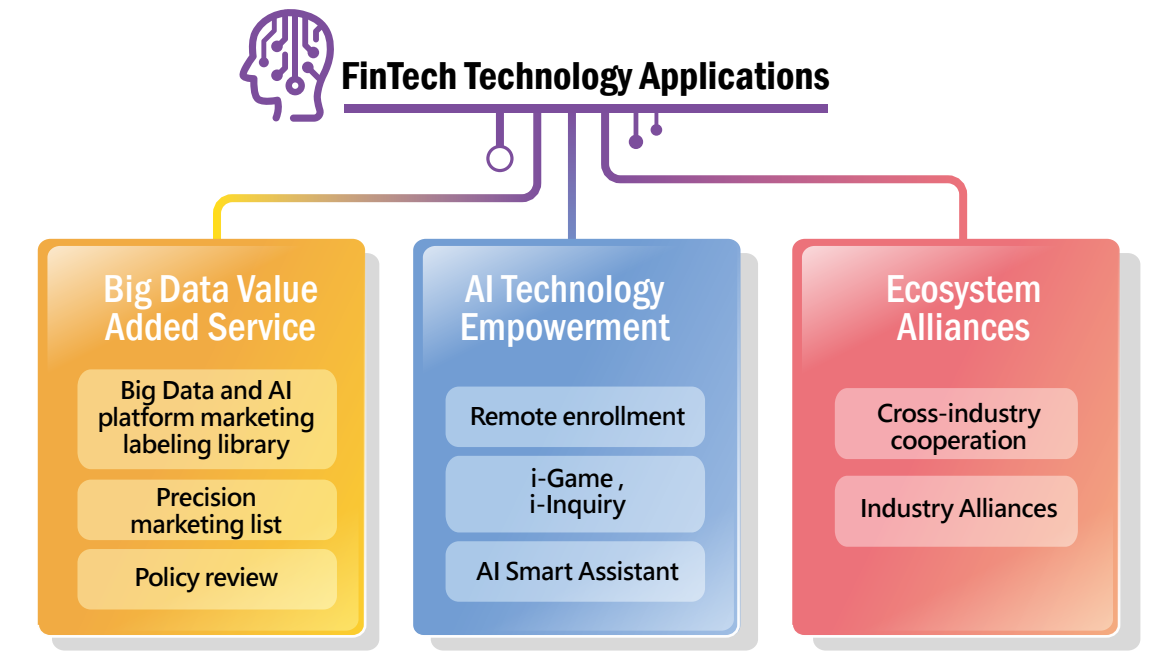 FinTech Technology Applications
Big Data Value
Added Service
Big Data and AI
platform marketing
labeling library
Precision
marketing list
Policy review
AI Technology
Empowerment
Remote enrollment
i-Game ,
i-Inquiry
AI Smart Assistant
Ecosystem
Alliances
Cross-industry
cooperation
Industry Alliances